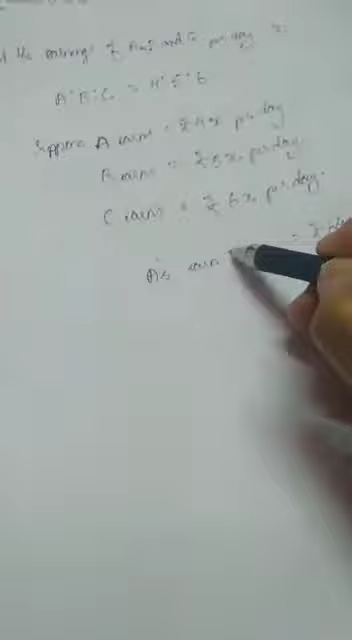 the earnings of A, B and C per day is
A:B:C = 4:5:6
Suppose A earns = ₹4x per day
B earns = ₹5x per day
C earns = ₹6x per day.
A's earn